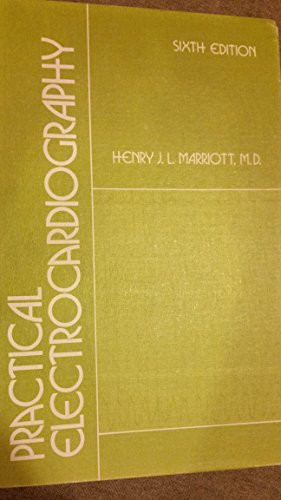 SIXTH EDITION
HENRY J. L. MARRIOTT, M.D.
PRACTICAL
ELECTROCARDIOGRAPHY